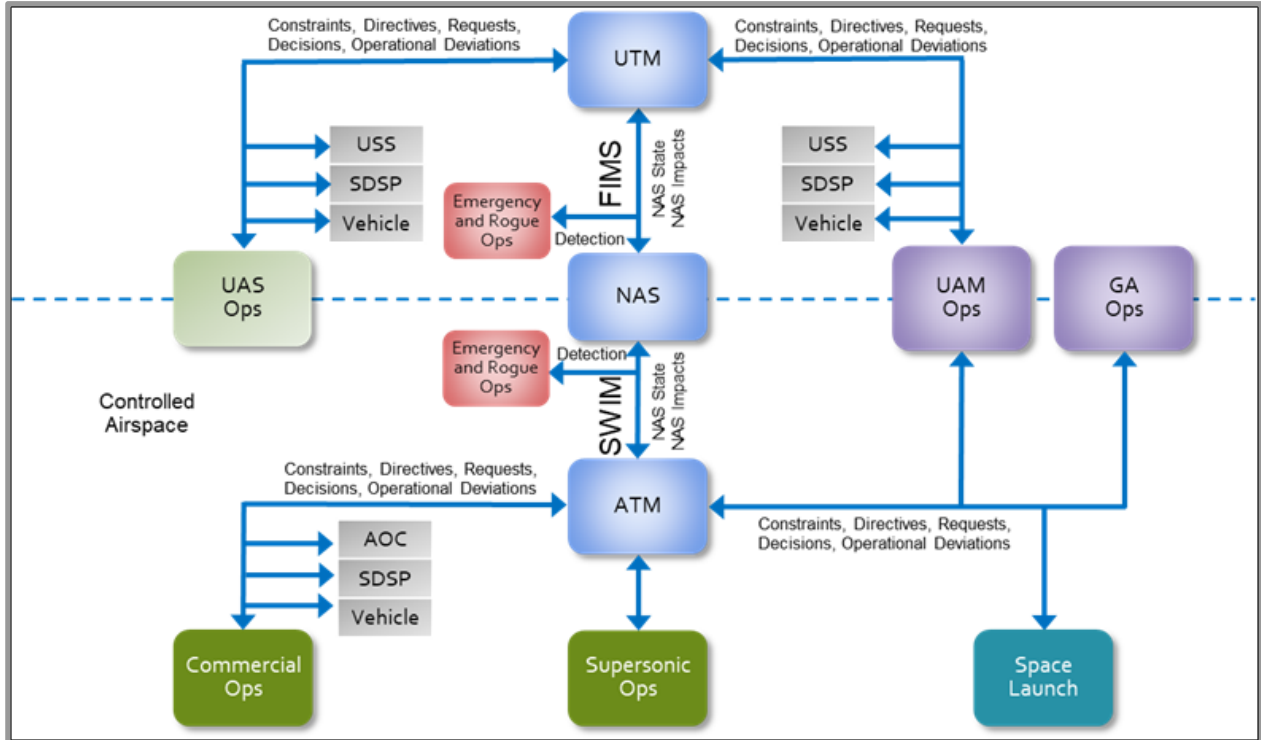 Constraints, Directives, Requests,
Decisions, Operational Deviations
UTM
Constraints, Directives, Requests,
Decisions, Operational Deviations
USS
SDSP
Vehicle
FIMS
NAS State
NAS Impacts
USS
SDSP
Vehicle
Emergency
and Rogue
Ops
Detection
UAS
Ops
NAS
UAM
Ops
GA
Ops
Emergency
and Rogue
Ops
Detection
SWIM
NAS State
NAS Impacts
Controlled
Airspace
Constraints, Directives, Requests,
Decisions, Operational Deviations
ATM
Constraints, Directives, Requests,
Decisions, Operational Deviations
AOC
SDSP
Vehicle
Commercial
Ops
Supersonic
Ops
Space
Launch